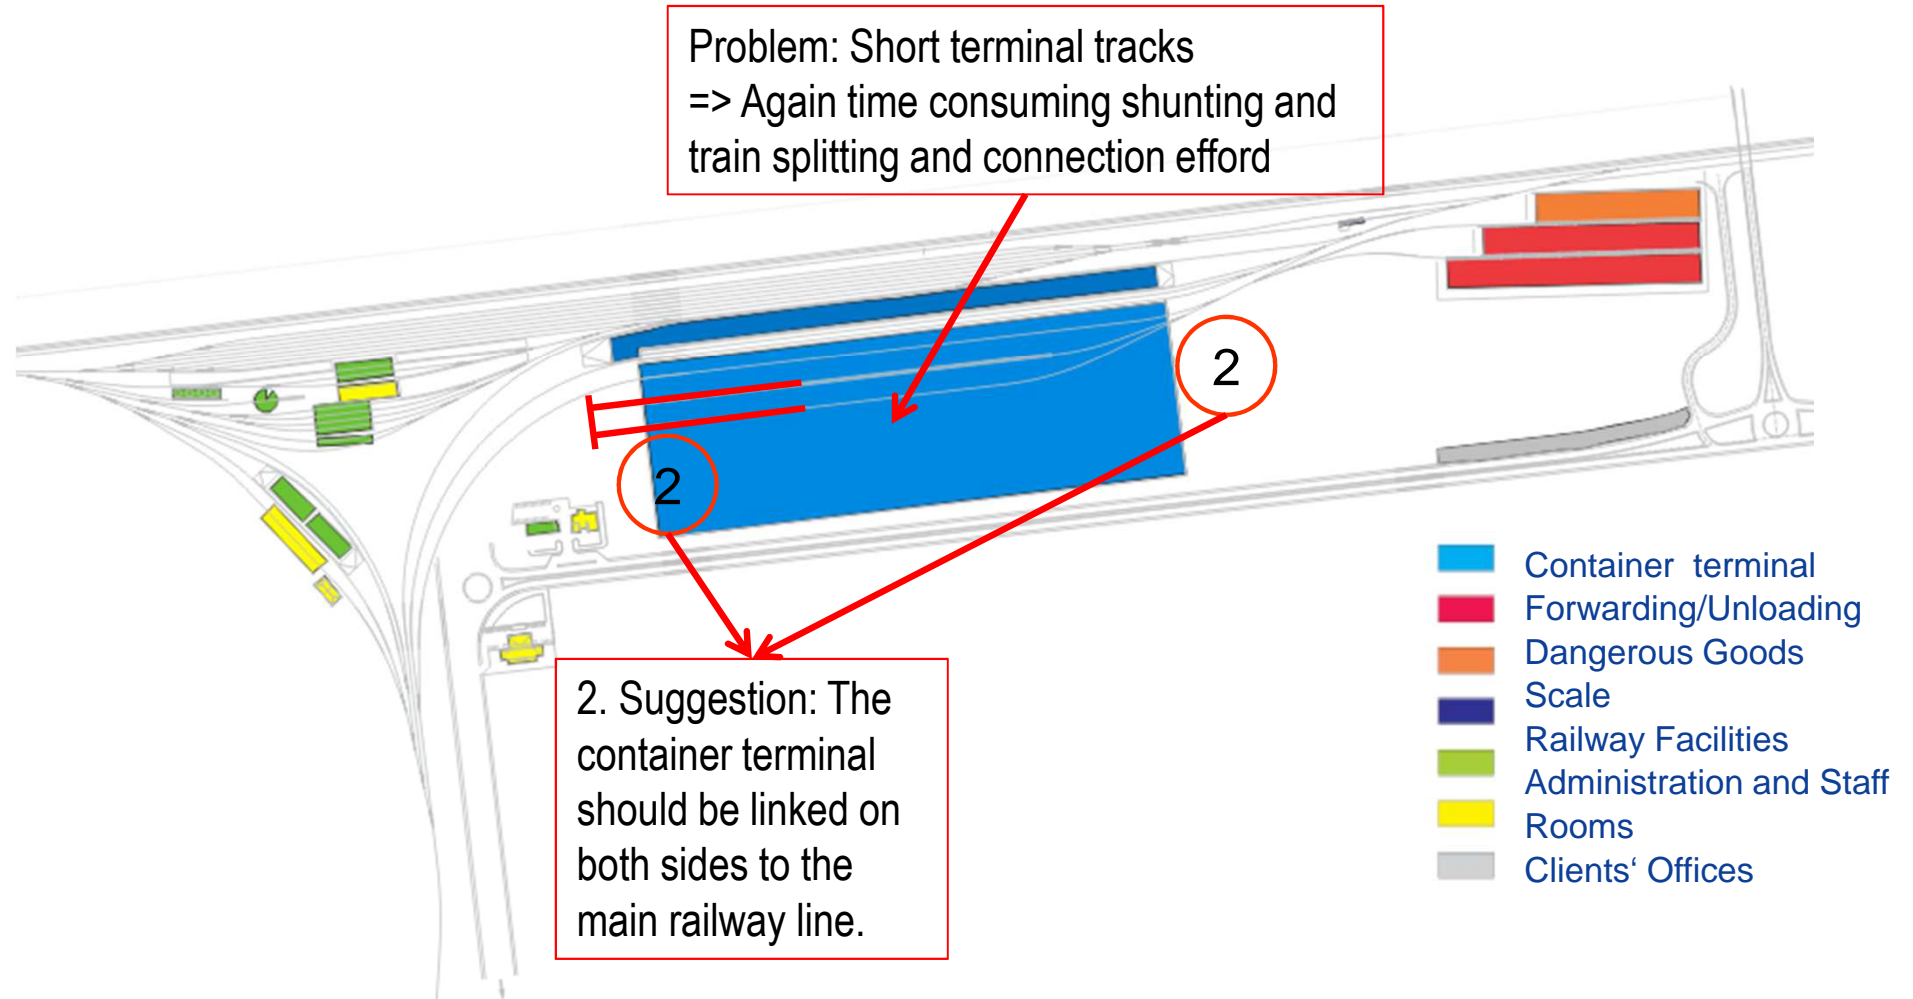 Problem: Short terminal tracks
=> Again time consuming shunting and
train splitting and connection efford
2
2
2. Suggestion: The
container terminal
should be linked on
both sides to the
main railway line.
Container terminal
Forwarding/Unloading
Dangerous Goods
Scale
Railway Facilities
Administration and Staff
Rooms
Clients‘ Offices